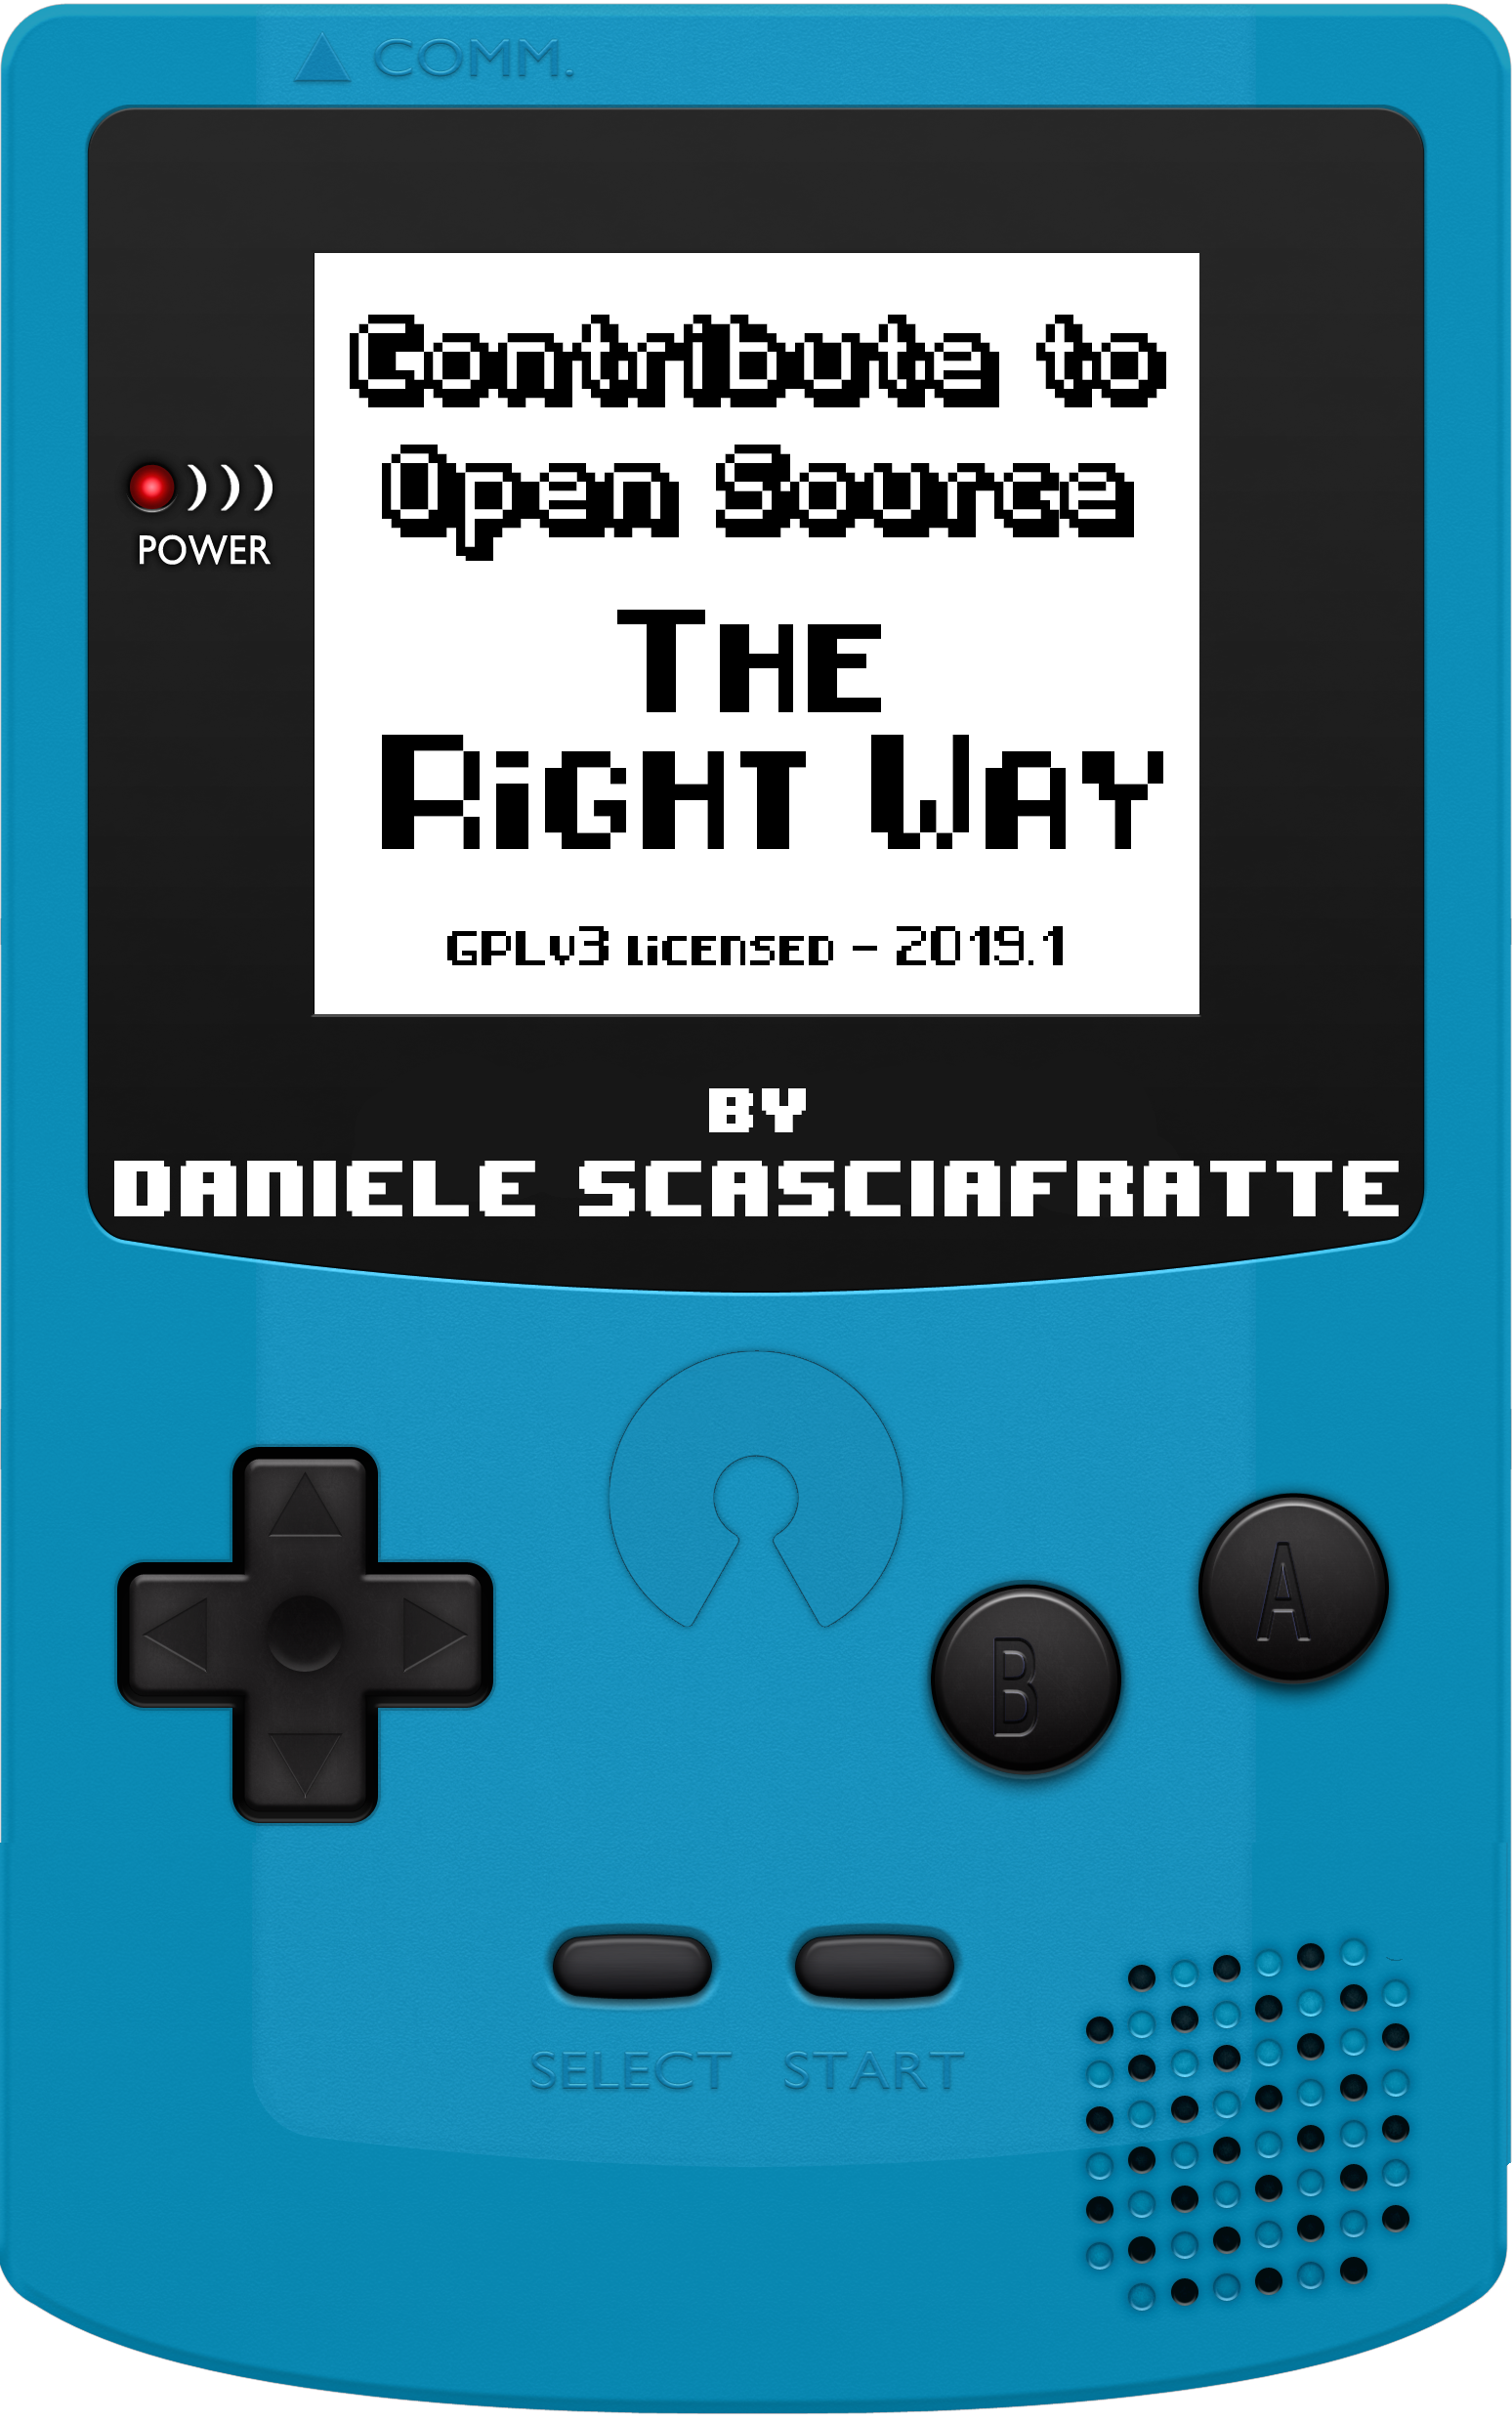 COMM.
Contribute to
Open Source
THE
RiGHT WAY
GPLv3 liCENSED - 2019.1
POWER
BY
DANIELE SCASCIAFRATTE
A
B
SELECT START